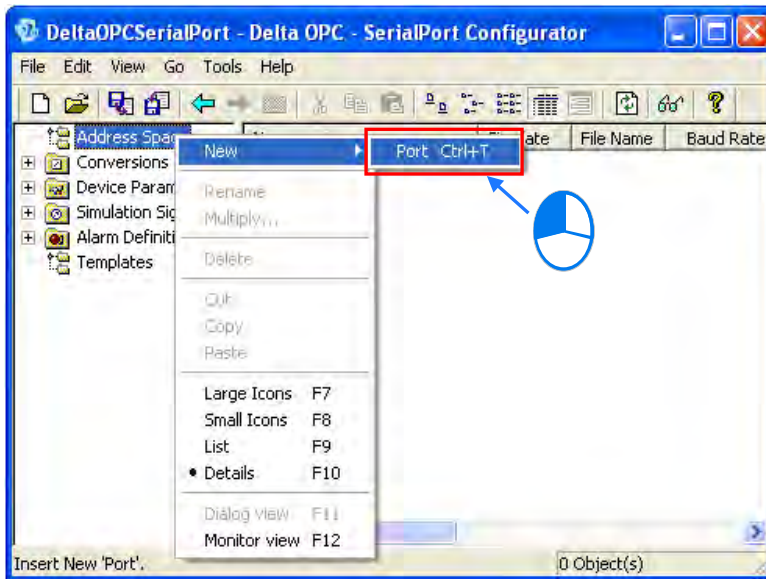 DeltaOPCSerialPort - Delta OPC - SerialPort Configurator
File Edit View Go Tools Help
Address Spac
ate File Name Baud Rate
Conversions
Device Param
Simulation Sig
Alarm Definiti
Templates
New
Port Ctrl+T
Rename
Multiply...
Delete
Cut
Copy
Paste
Large Icons F7
Small Icons F8
List F9
Details F10
Dialog view F11
Monitor view F12
Insert New 'Port'.
0 Object(s)